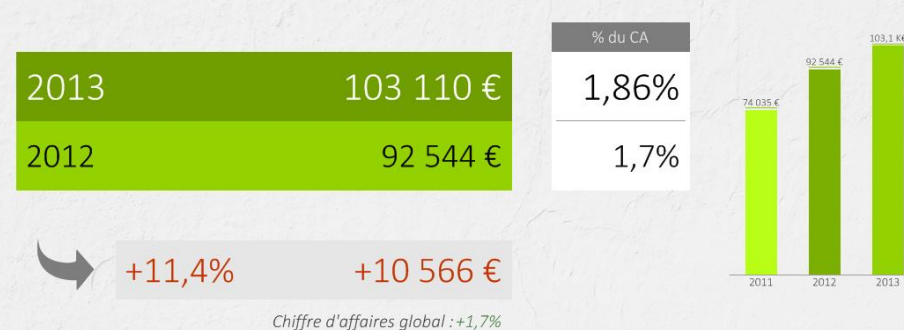 % du CA
2013 103 110 € 1,86%
2012 92 544 € 1,7%
+11,4% +10 566 €
Chiffre d'affaires global : +1,7%
103,1 K€
92 544 €
74 035 €
2011 2012 2013